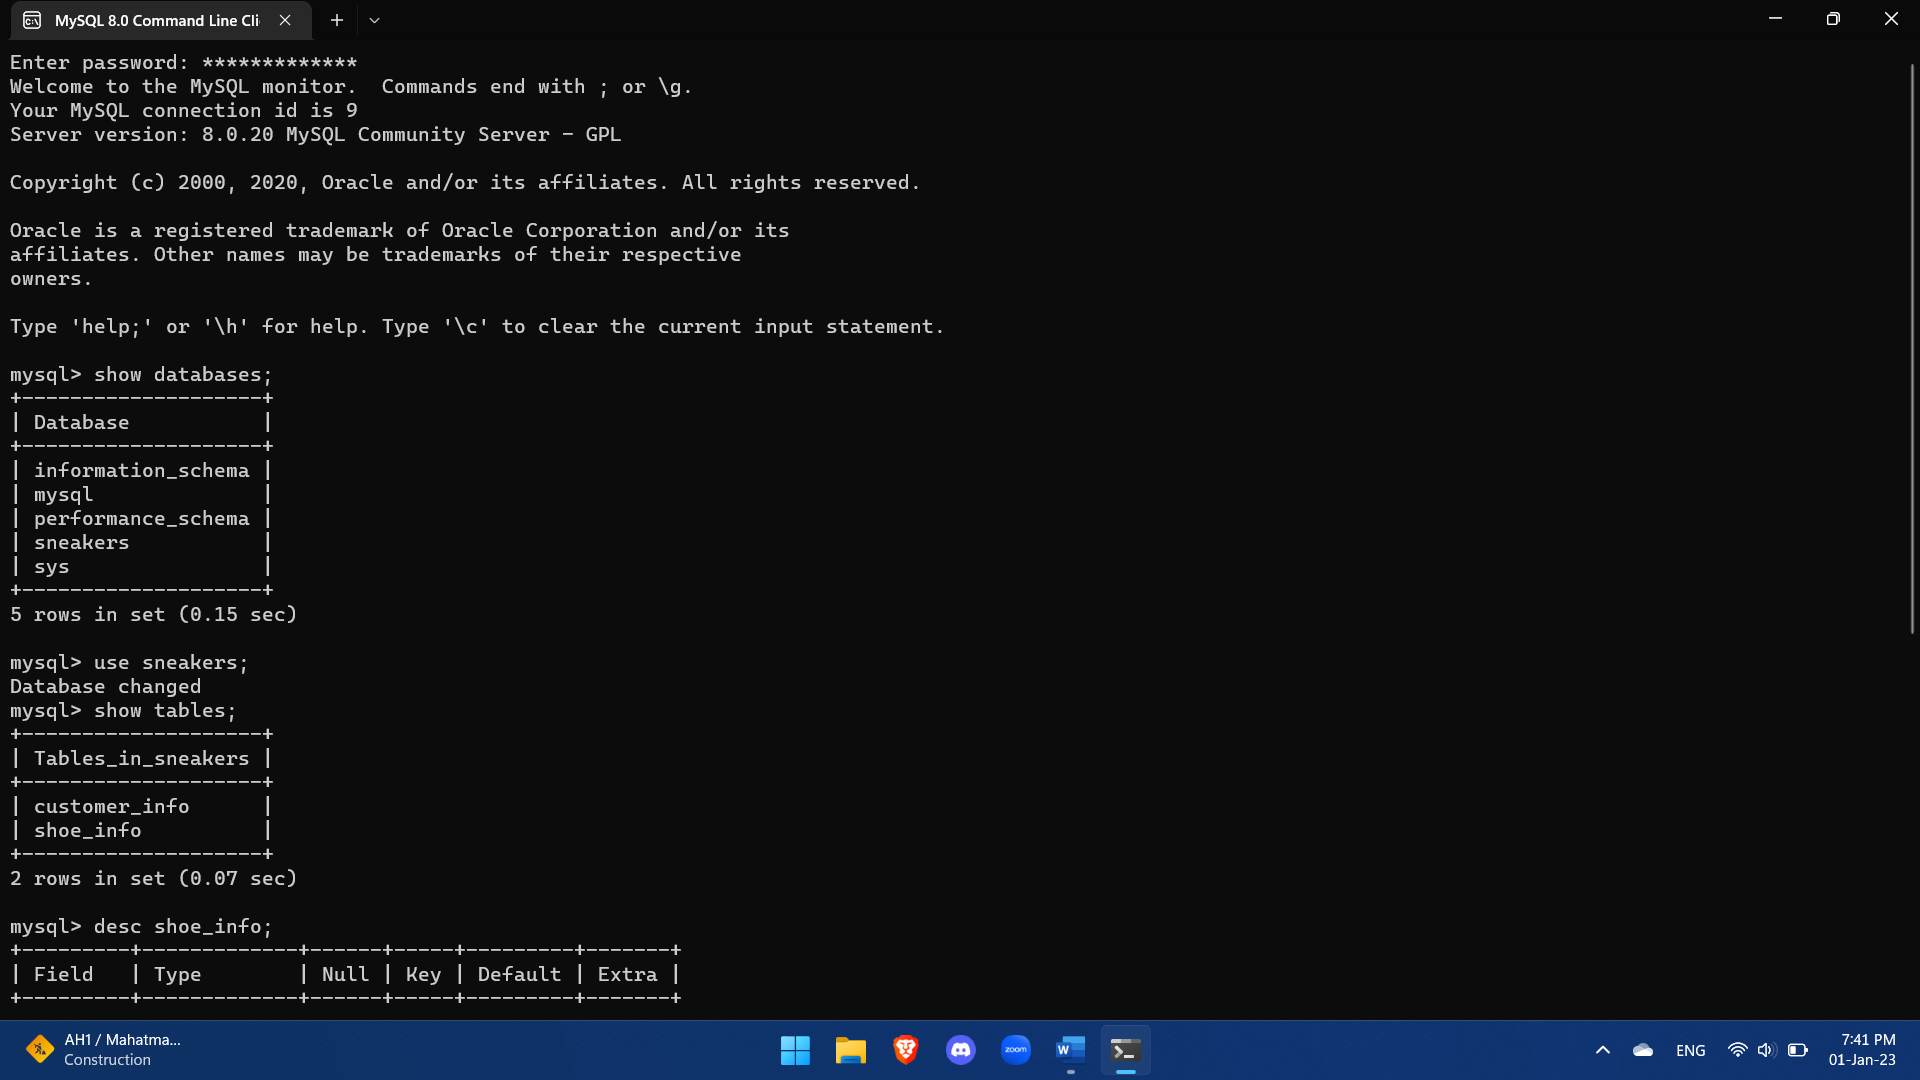 MySQL 8.0 Command Line Cli
Enter password: *************
Welcome to the MySQL monitor.  Commands end with ; or \g.
Your MySQL connection id is 9
Server version: 8.0.20 MySQL Community Server - GPL
Copyright (c) 2000, 2020, Oracle and/or its affiliates. All rights reserved.
Oracle is a registered trademark of Oracle Corporation and/or its
affiliates. Other names may be trademarks of their respective
owners.
Type 'help;' or '\h' for help. Type '\c' to clear the current input statement.
mysql> show databases;
+--------------------+
| Database           |
+--------------------+
| information_schema |
| mysql              |
| performance_schema |
| sneakers           |
| sys                |
+--------------------+
5 rows in set (0.15 sec)
mysql> use sneakers;
Database changed
mysql> show tables;
+--------------------+
| Tables_in_sneakers |
+--------------------+
| customer_info      |
| shoe_info          |
+--------------------+
2 rows in set (0.07 sec)
mysql> desc shoe_info;
+---------+-------------+------+-----+---------+-------+
| Field   | Type        | Null | Key | Default | Extra |
+---------+-------------+------+-----+---------+-------+
AH1 / Mahatma...
Construction
zoom
W
ENG
7:41 PM
01-Jan-23